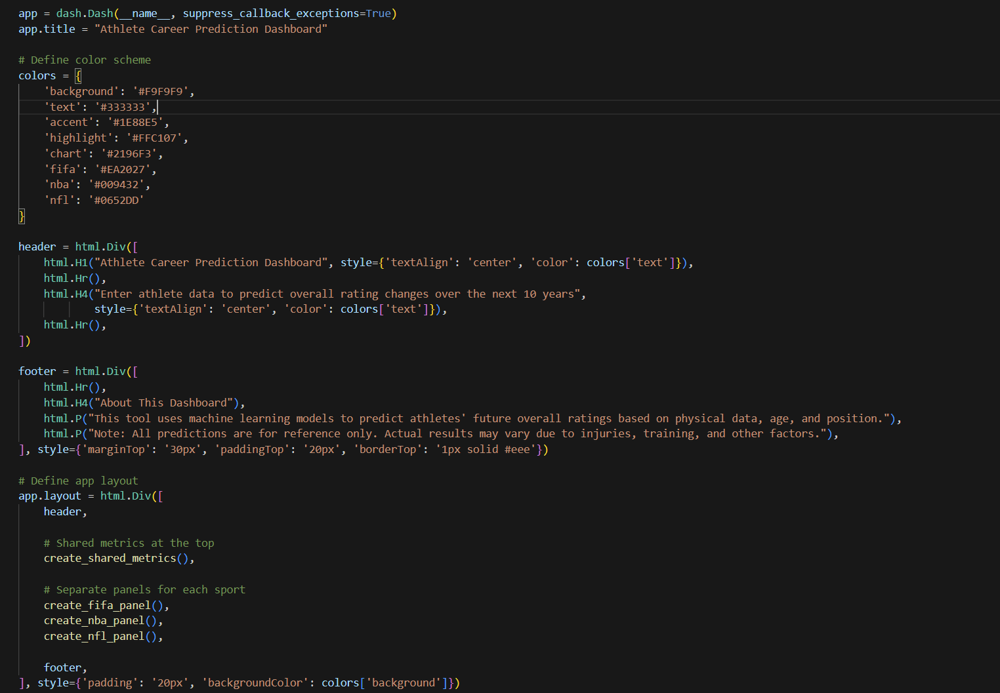 app = dash.Dash(__name__, suppress_callback_exceptions=True)
app.title = "Athlete Career Prediction Dashboard"

# Define color scheme
colors = {
    'background': '#F9F9F9',
    'text': '#333333',
    'accent': '#1E88E5',
    'highlight': '#FFC107',
    'chart': '#2196F3',
    'fifa': '#EA2027',
    'nba': '#009432',
    'nfl': '#0652DD'
}

header = html.Div([
    html.H1("Athlete Career Prediction Dashboard", style={'textAlign': 'center', 'color': colors['text']}),
    html.Hr(),
    html.H4("Enter athlete data to predict overall rating changes over the next 10 years",
            style={'textAlign': 'center', 'color': colors['text']}),
    html.Hr(),
])

footer = html.Div([
    html.Hr(),
    html.H4("About This Dashboard"),
    html.P("This tool uses machine learning models to predict athletes' future overall ratings based on physical data, age, and position."),
    html.P("Note: All predictions are for reference only. Actual results may vary due to injuries, training, and other factors."),
], style={'marginTop': '30px', 'paddingTop': '20px', 'borderTop': '1px solid #eee'})

# Define app layout
app.layout = html.Div([
    header,

    # Shared metrics at the top
    create_shared_metrics(),

    # Separate panels for each sport
    create_fifa_panel(),
    create_nba_panel(),
    create_nfl_panel(),

    footer,
], style={'padding': '20px', 'backgroundColor': colors['background']})